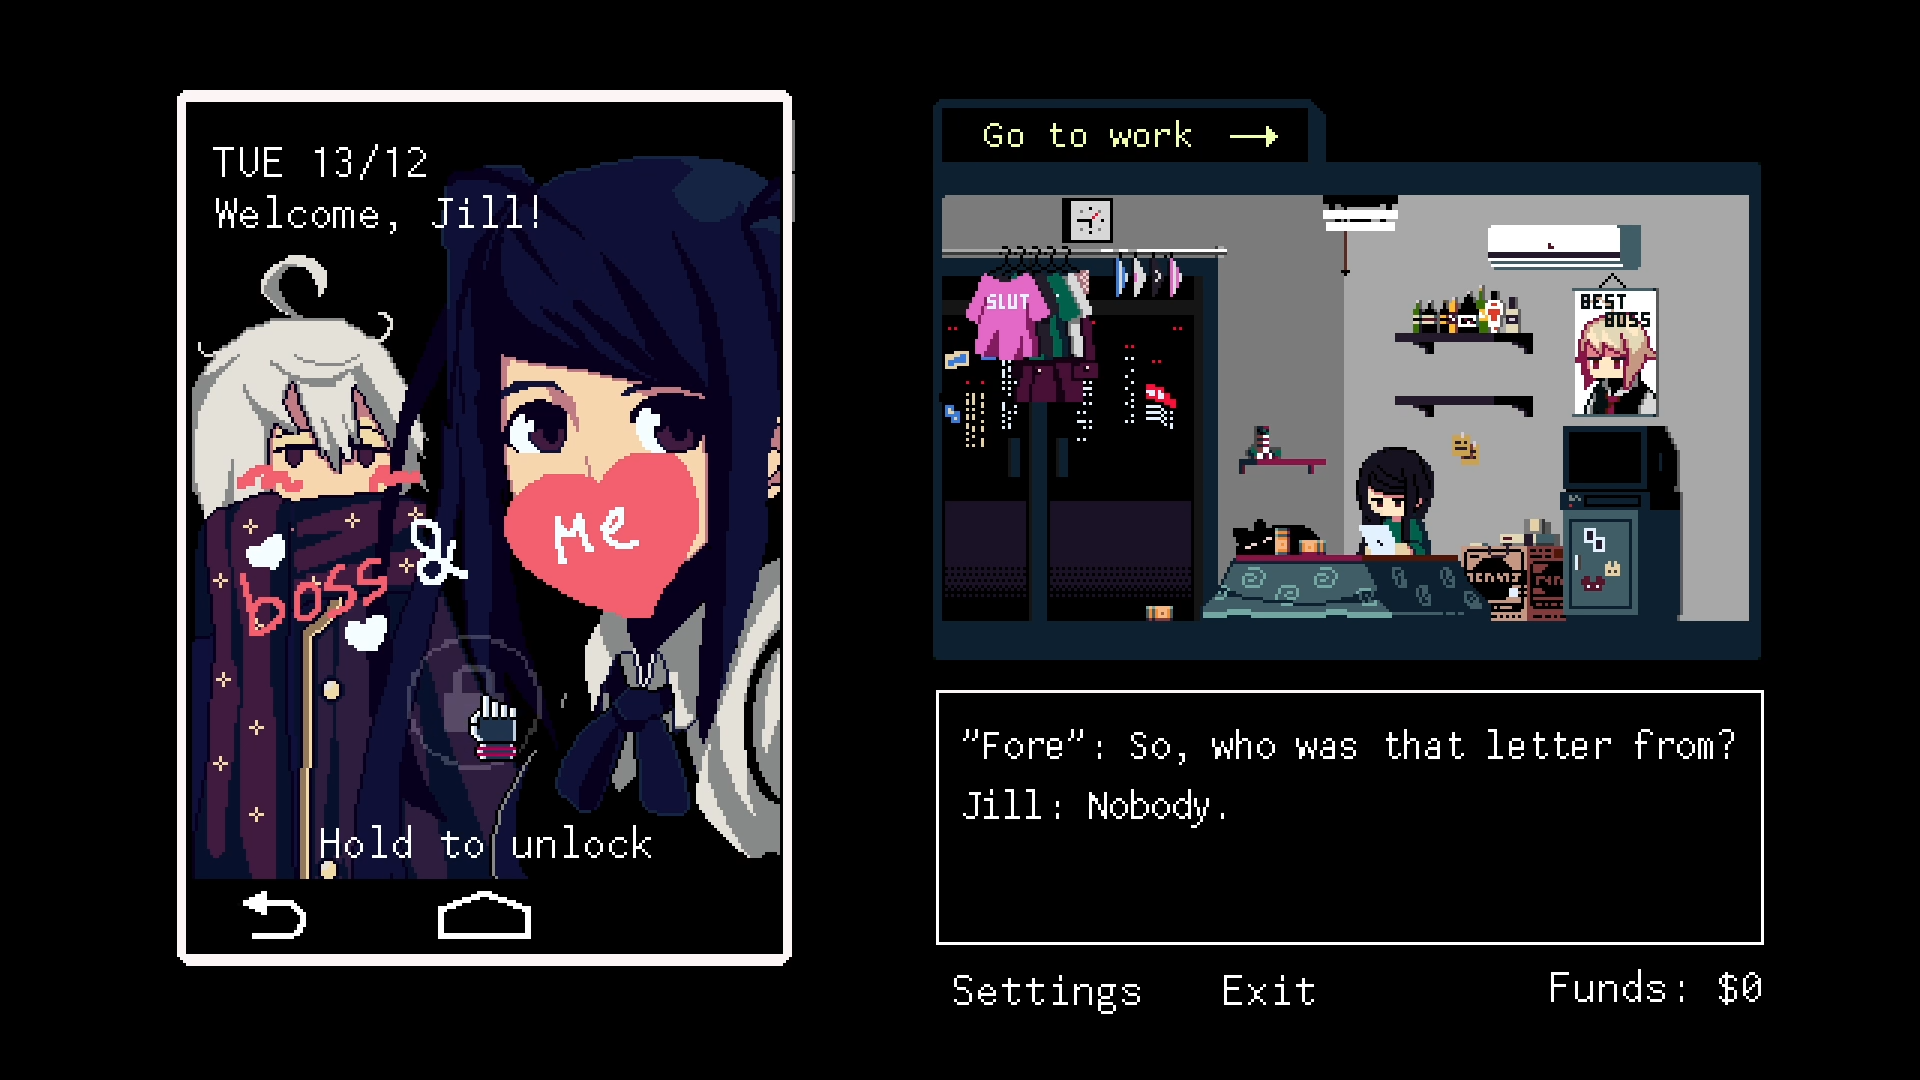 TUE 13/12
Welcome, Jill!
boss
&
Me
Hold to unlock
Go to work →
SLUT
BEST
BOSS
"Fore": So, who was that letter from?
Jill: Nobody.
Settings
Exit
Funds: $0